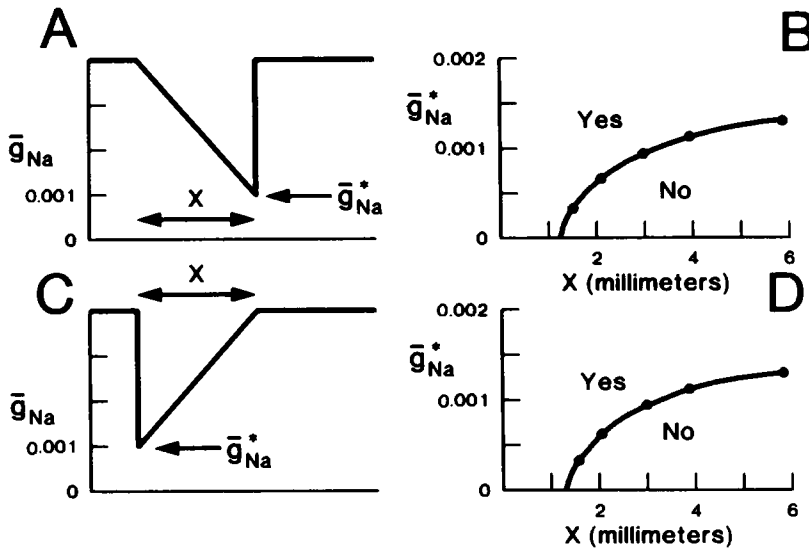 A
ḡNa
0.001
0
X
ḡ*Na
B
0.002
ḡ*Na
0.001
0
Yes
No
2 4 6
X (millimeters)
C
X
ḡNa
0.001
0
ḡ*Na
D
0.002
ḡ*Na
0.001
0
Yes
No
2 4 6
X (millimeters)